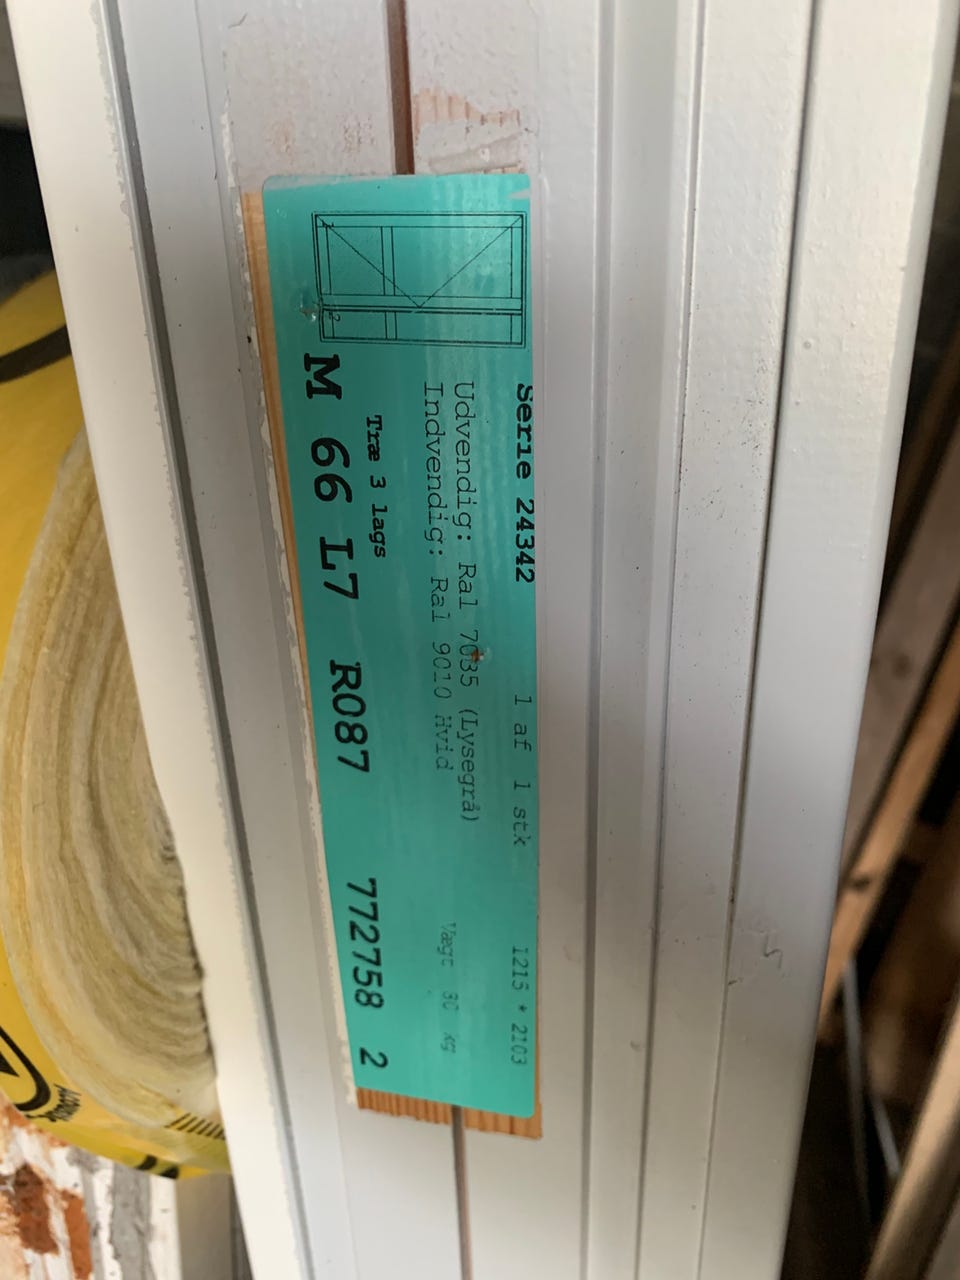 Serie 24342 1 af 1 stk 1215 * 2103
Udvendig: Ral 7035 (Lysegrå)
Indvendig: Ral 9010 Hvid Vægt 80 kg
Træ 3 lags
M 66 L7 R087 772758 2